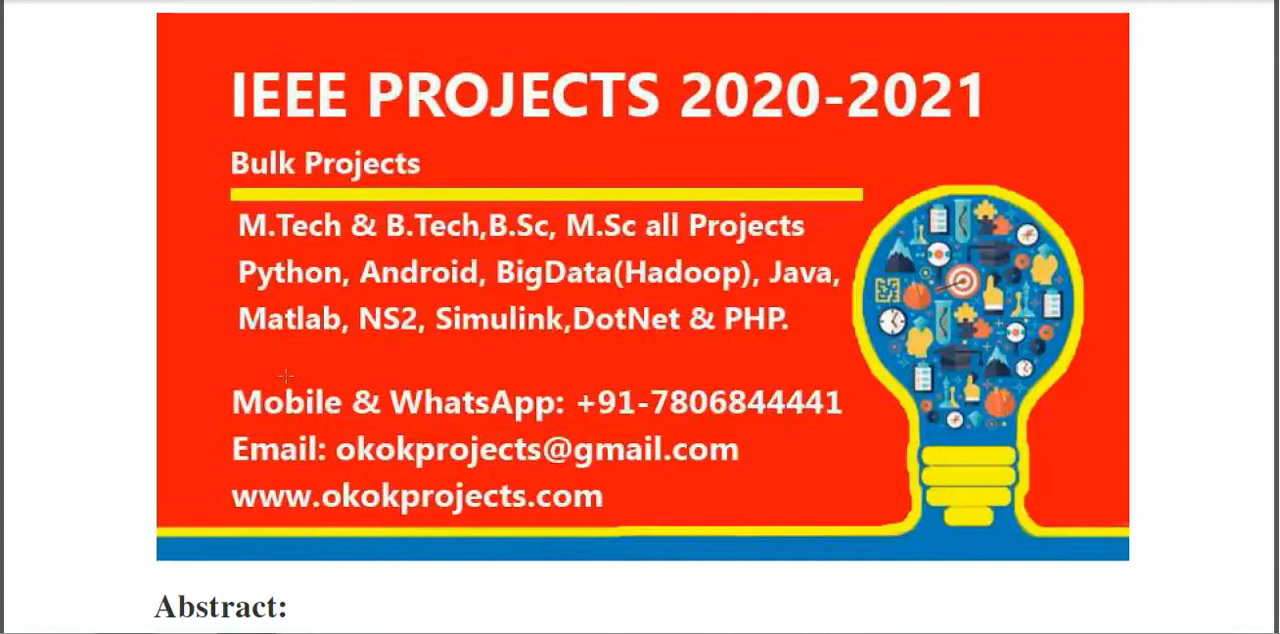 IEEE PROJECTS 2020-2021
Bulk Projects
M.Tech & B.Tech,B.Sc, M.Sc all Projects
Python, Android, BigData(Hadoop), Java,
Matlab, NS2, Simulink,DotNet & PHP.
Mobile & WhatsApp: +91-7806844441
Email: okokprojects@gmail.com
www.okokprojects.com
Abstract: